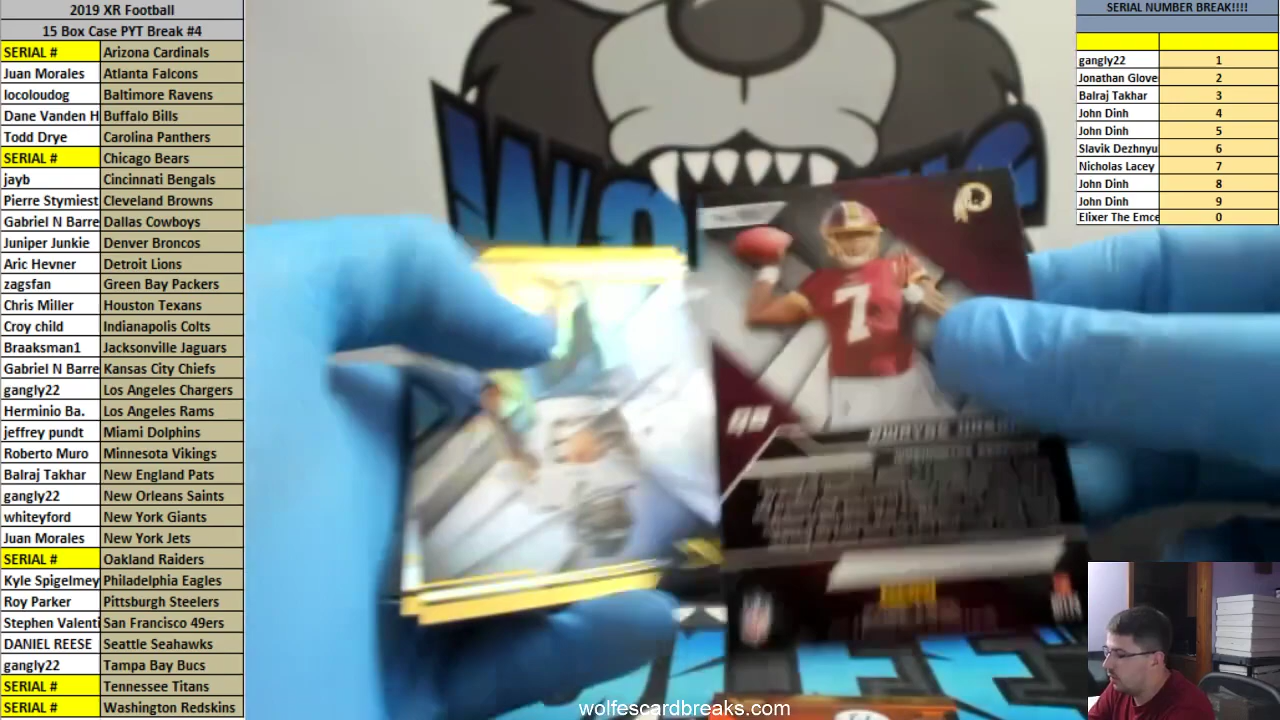 2019 XR Football
15 Box Case PYT Break #4
SERIAL # Arizona Cardinals
Juan Morales Atlanta Falcons
locoloudog Baltimore Ravens
Dane Vanden H Buffalo Bills
Todd Drye Carolina Panthers
SERIAL # Chicago Bears
jayb Cincinnati Bengals
Pierre Stymiest Cleveland Browns
Gabriel N Barre Dallas Cowboys
Juniper Junkie Denver Broncos
Aric Hevner Detroit Lions
zagsfan Green Bay Packers
Chris Miller Houston Texans
Croy child Indianapolis Colts
Braaksman1 Jacksonville Jaguars
Gabriel N Barre Kansas City Chiefs
gangly22 Los Angeles Chargers
Herminio Ba. Los Angeles Rams
jeffrey pundt Miami Dolphins
Roberto Muro Minnesota Vikings
Balraj Takhar New England Pats
gangly22 New Orleans Saints
whiteyford New York Giants
Juan Morales New York Jets
SERIAL # Oakland Raiders
Kyle Spigelmey Philadelphia Eagles
Roy Parker Pittsburgh Steelers
Stephen Valenti San Francisco 49ers
DANIEL REESE Seattle Seahawks
gangly22 Tampa Bay Bucs
SERIAL # Tennessee Titans
SERIAL # Washington Redskins
SERIAL NUMBER BREAK!!!!
gangly22 1
Jonathan Glove 2
Balraj Takhar 3
John Dinh 4
John Dinh 5
Slavik Dezhnyu 6
Nicholas Lacey 7
John Dinh 8
John Dinh 9
Elixer The Emce 0
7
wolfescardbreaks.com